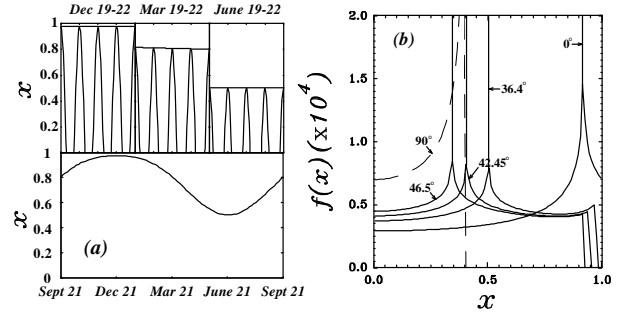 Dec 19-22 Mar 19-22 June 19-22
1
0.8
0.6
0.4
0.2
x
1
0.8
0.6
0.4
0.2
0
x
(a)
Sept 21 Dec 21 Mar 21 June 21 Sept 21
(b)
2.0
1.5
1.0
0.5
0.0
f(x)(x10⁴)
0°
36.4°
90°
42.45°
46.5°
0.0 0.5 1.0
x